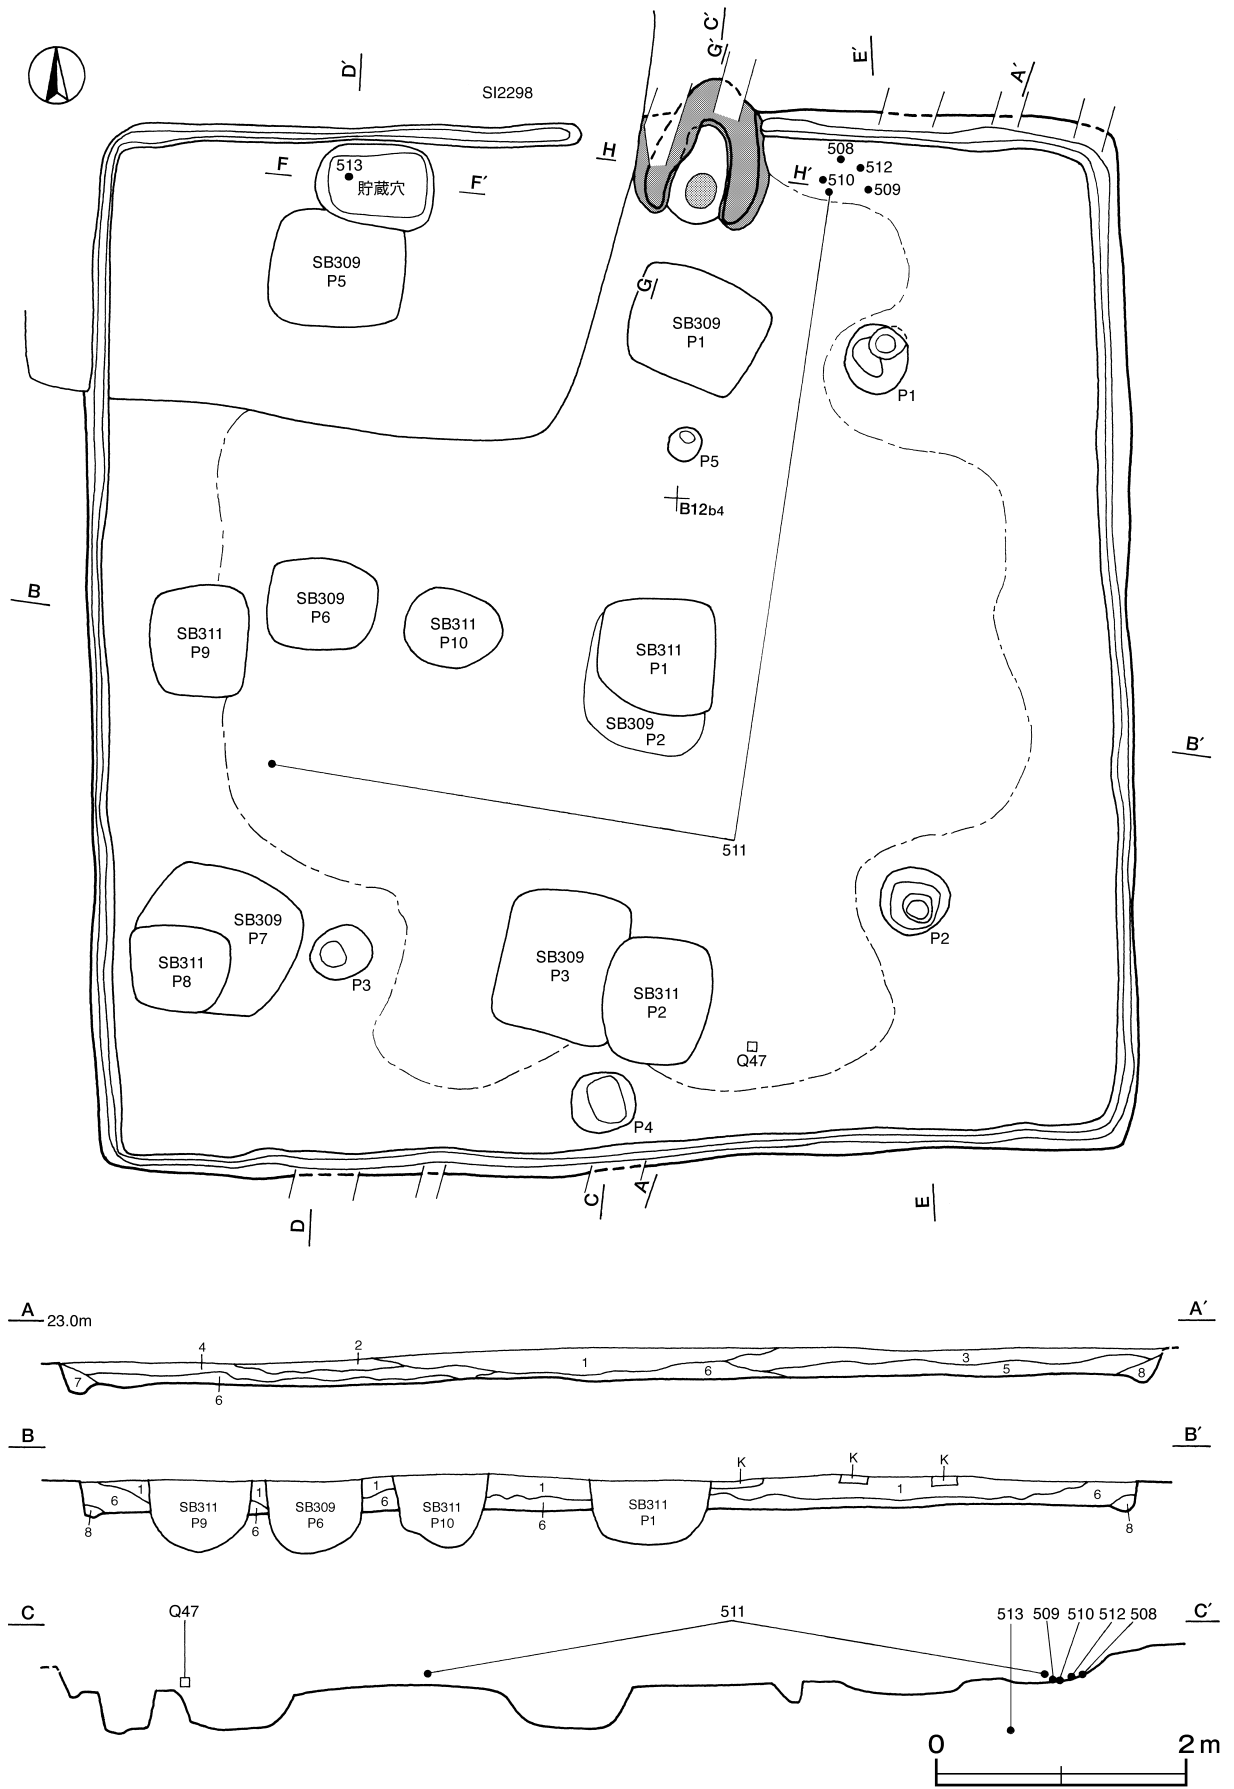 D´
SI2298
G´
C´
E´
A´
H
F
513
貯蔵穴
F´
H´
508
512
510
509
SB309
P5
G
SB309
P1
P1
P5
B12b4
B
SB311
P9
SB309
P6
SB311
P10
SB311
P1
SB309
P2
B´
511
SB309
P7
SB311
P8
P3
SB309
P3
SB311
P2
P2
Q47
P4
D
C
A
E
A
23.0m
A´
4
2
1
6
3
5
7
6
8
B
B´
K
K
K
1
6
8
SB311
P9
1
6
SB309
P6
1
6
SB311
P10
1
6
SB311
P1
1
6
8
C
Q47
511
513
509
510
512
508
C´
0
2m